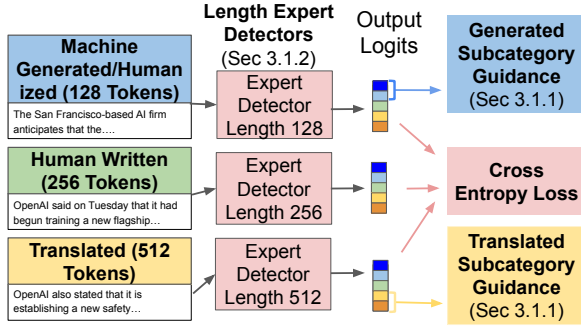 Machine
Generated/Human
ized (128 Tokens)
The San Francisco-based AI firm
anticipates that the....
Human Written
(256 Tokens)
OpenAI said on Tuesday that it had
begun training a new flagship…
Translated (512
Tokens)
OpenAI also stated that it is
establishing a new safety…
Length Expert
Detectors
(Sec 3.1.2)
Expert
Detector
Length 128
Expert
Detector
Length 256
Expert
Detector
Length 512
Output
Logits
Generated
Subcategory
Guidance
(Sec 3.1.1)
Cross
Entropy Loss
Translated
Subcategory
Guidance
(Sec 3.1.1)